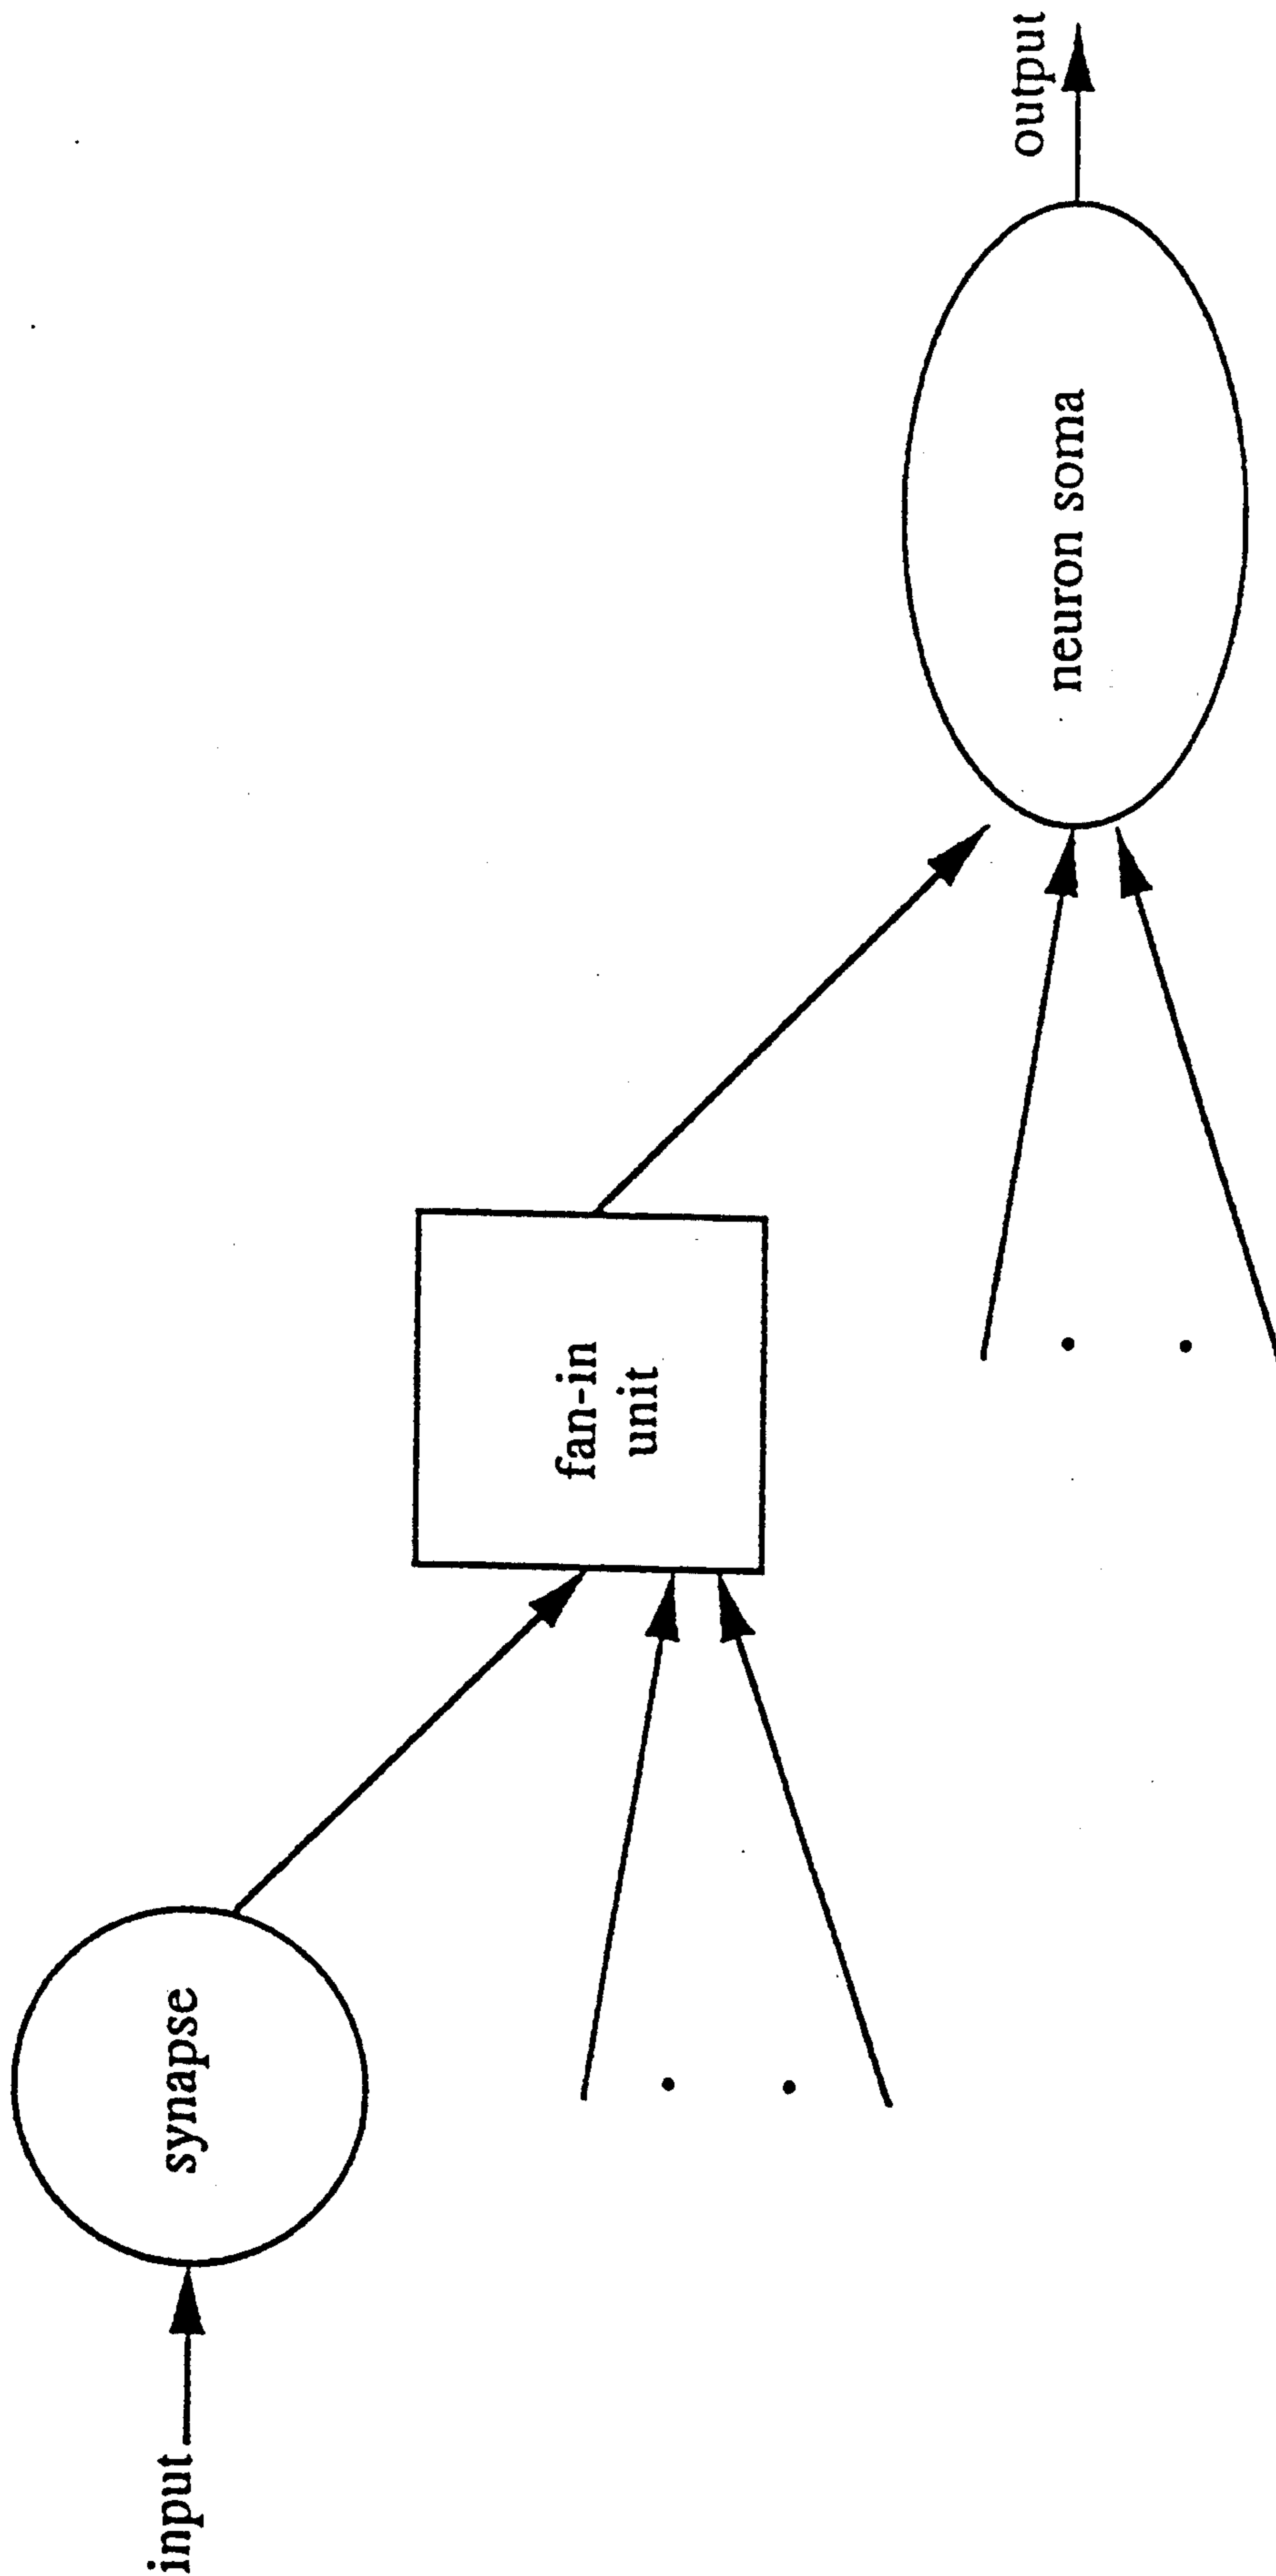 input
synapse
fan-in
unit
neuron soma
output